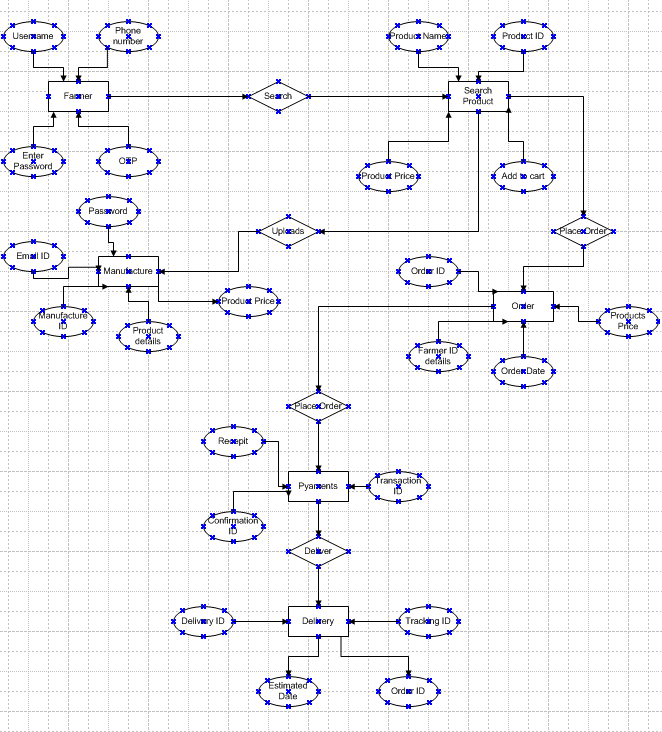 Username
Phone
number
Product Name
Product ID
Farmer
Search
Search
Product
Enter
Password
OTP
Product Price
Add to cart
Password
Uploads
Place Order
Email ID
Manufacture
Order ID
Product Price
Order
Manufacture
ID
Product
details
Products
Price
Farmer ID
details
Order Date
Place Order
Recepit
Pyaments
Transaction
ID
Confirmation
ID
Deliver
Delivery ID
Delivery
Tracking ID
Estimated
Date
Order ID